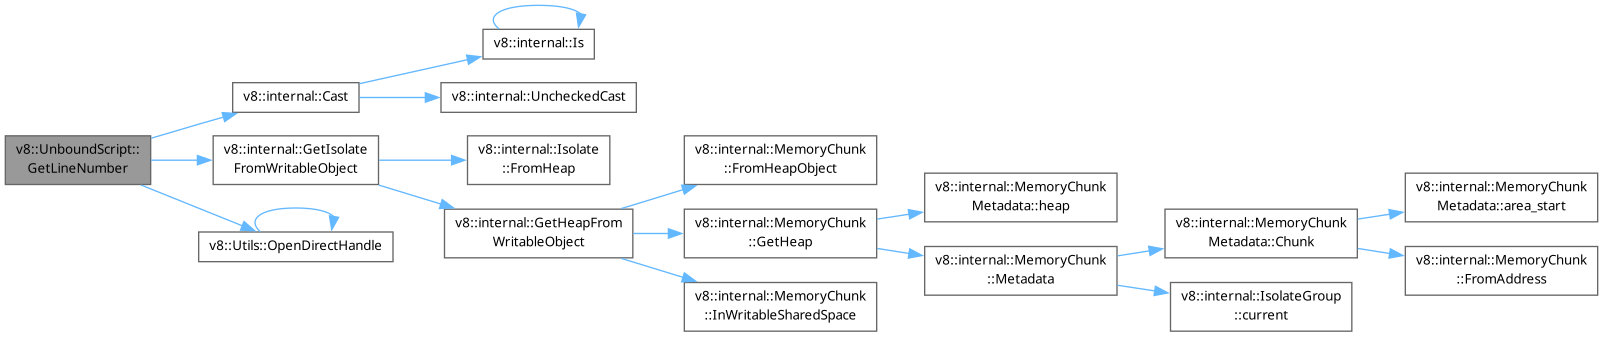 v8::internal::Is
v8::internal::Cast
v8::internal::UncheckedCast
v8::UnboundScript::
GetLineNumber
v8::internal::GetIsolate
FromWritableObject
v8::internal::Isolate
::FromHeap
v8::internal::MemoryChunk
::FromHeapObject
v8::Utils::OpenDirectHandle
v8::internal::GetHeapFrom
WritableObject
v8::internal::MemoryChunk
::GetHeap
v8::internal::MemoryChunk
::InWritableSharedSpace
v8::internal::MemoryChunk
Metadata::heap
v8::internal::MemoryChunk
::Metadata
v8::internal::MemoryChunk
Metadata::Chunk
v8::internal::IsolateGroup
::current
v8::internal::MemoryChunk
Metadata::area_start
v8::internal::MemoryChunk
::FromAddress